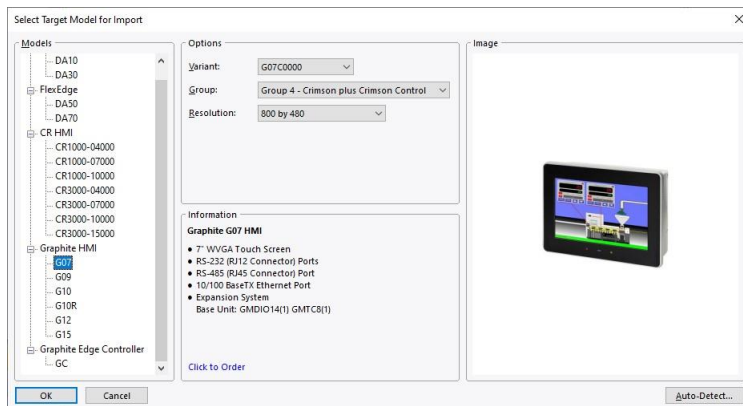 Select Target Model for Import
Models
DA10
DA30
FlexEdge
DA50
DA70
CR HMI
CR1000-04000
CR1000-07000
CR1000-10000
CR3000-04000
CR3000-07000
CR3000-10000
CR3000-15000
Graphite HMI
G07
G09
G10
G10R
G12
G15
Graphite Edge Controller
GC
Options
Variant: G07C0000
Group: Group 4 - Crimson plus Crimson Control
Resolution: 800 by 480
Information
Graphite G07 HMI
● 7" WVGA Touch Screen
● RS-232 (RJ12 Connector) Ports
● RS-485 (RJ45 Connector) Port
● 10/100 BaseTX Ethernet Port
● Expansion System
Base Unit: GMDIO14(1) GMTC8(1)
Click to Order
Image
OK
Cancel
Auto-Detect...